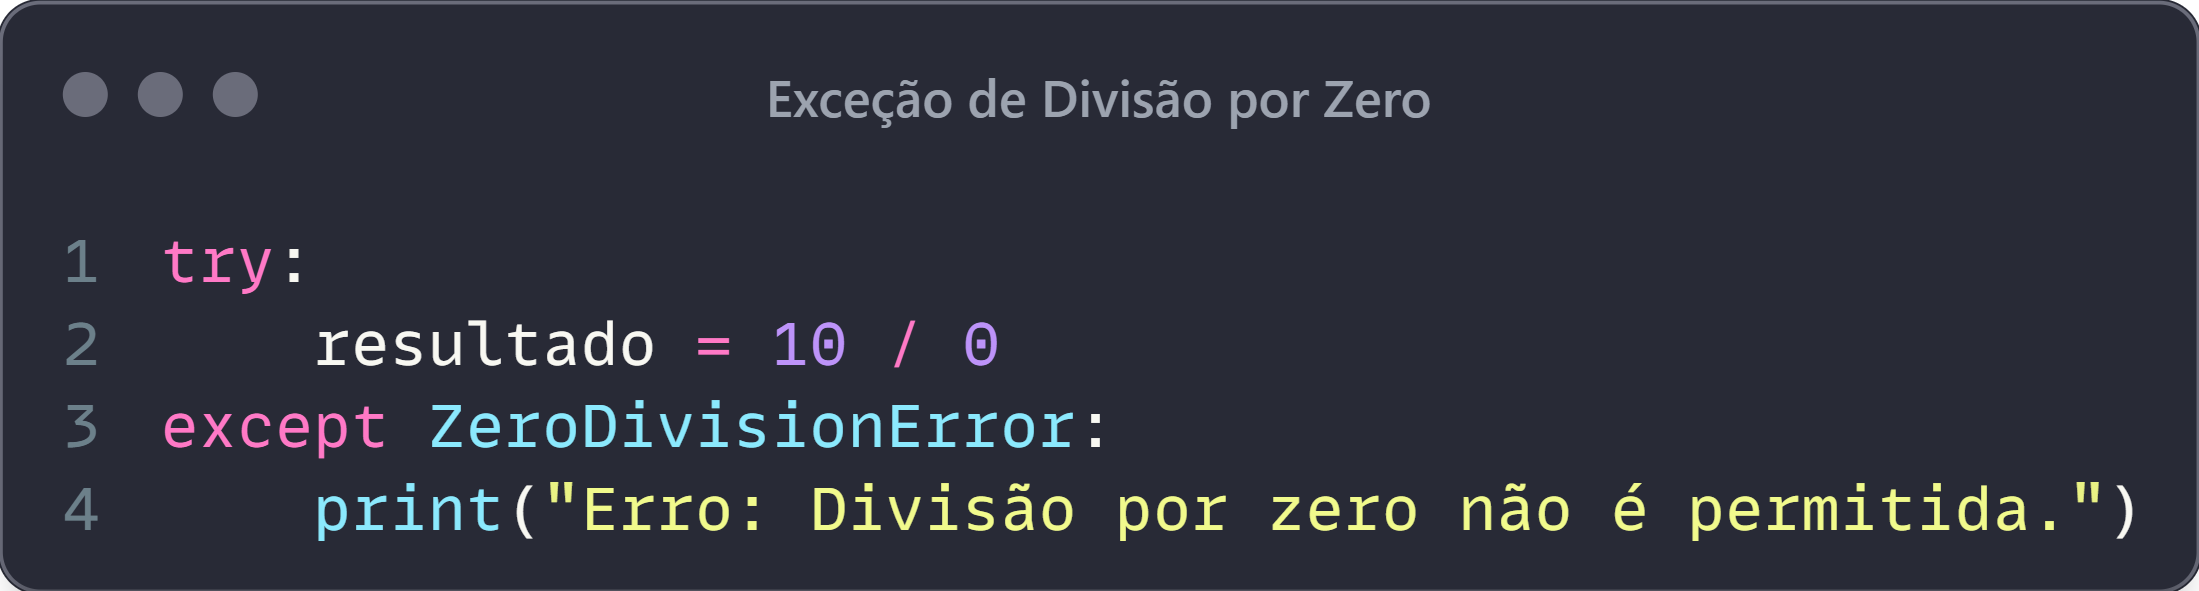 Exceção de Divisão por Zero
1 try:
2     resultado = 10 / 0
3 except ZeroDivisionError:
4     print("Erro: Divisão por zero não é permitida.")